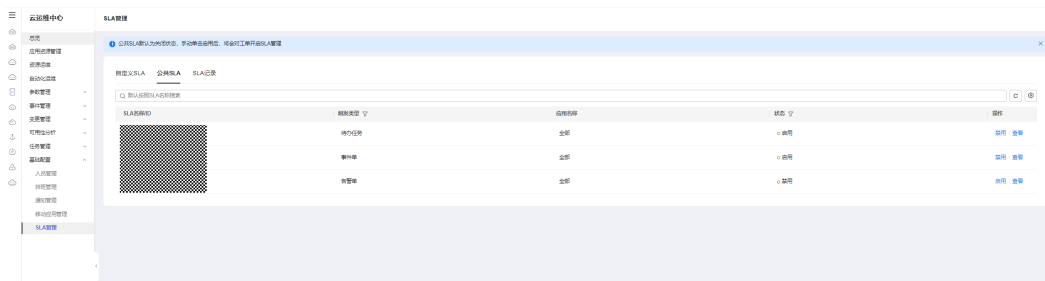 云运维中心
SLA管理
总览
应用资源管理
资源运维
自动化运维
参数管理
事件管理
变更管理
可用性分析
任务管理
基础配置
人员管理
排班管理
通知管理
移动应用管理
SLA管理
公共SLA默认为关闭状态，手动单击启用后，将会对工单开启SLA管理
自定义SLA 公共SLA SLA记录
默认按照SLA名称搜索
SLA名称/ID 触发类型 应用名称 状态 操作
待办任务 全部 启用 禁用 查看
事件单 全部 启用 禁用 查看
告警单 全部 禁用 启用 查看